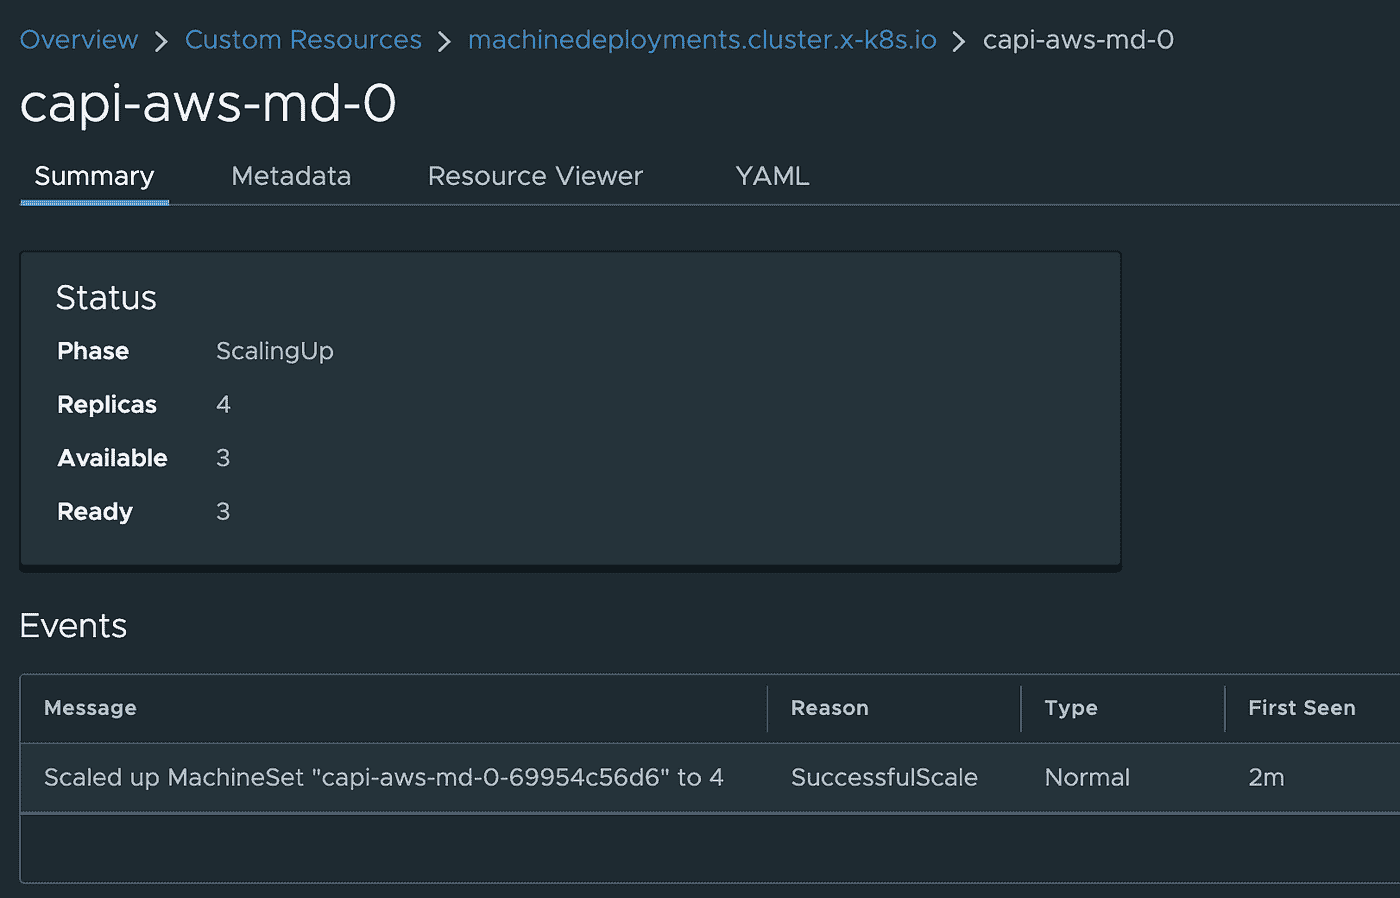 Overview > Custom Resources > machinedeployments.cluster.x-k8s.io > capi-aws-md-0
capi-aws-md-0
Summary Metadata Resource Viewer YAML
Status
Phase ScalingUp
Replicas 4
Available 3
Ready 3
Events
Message Reason Type First Seen
Scaled up MachineSet "capi-aws-md-0-69954c56d6" to 4 SuccessfulScale Normal 2m